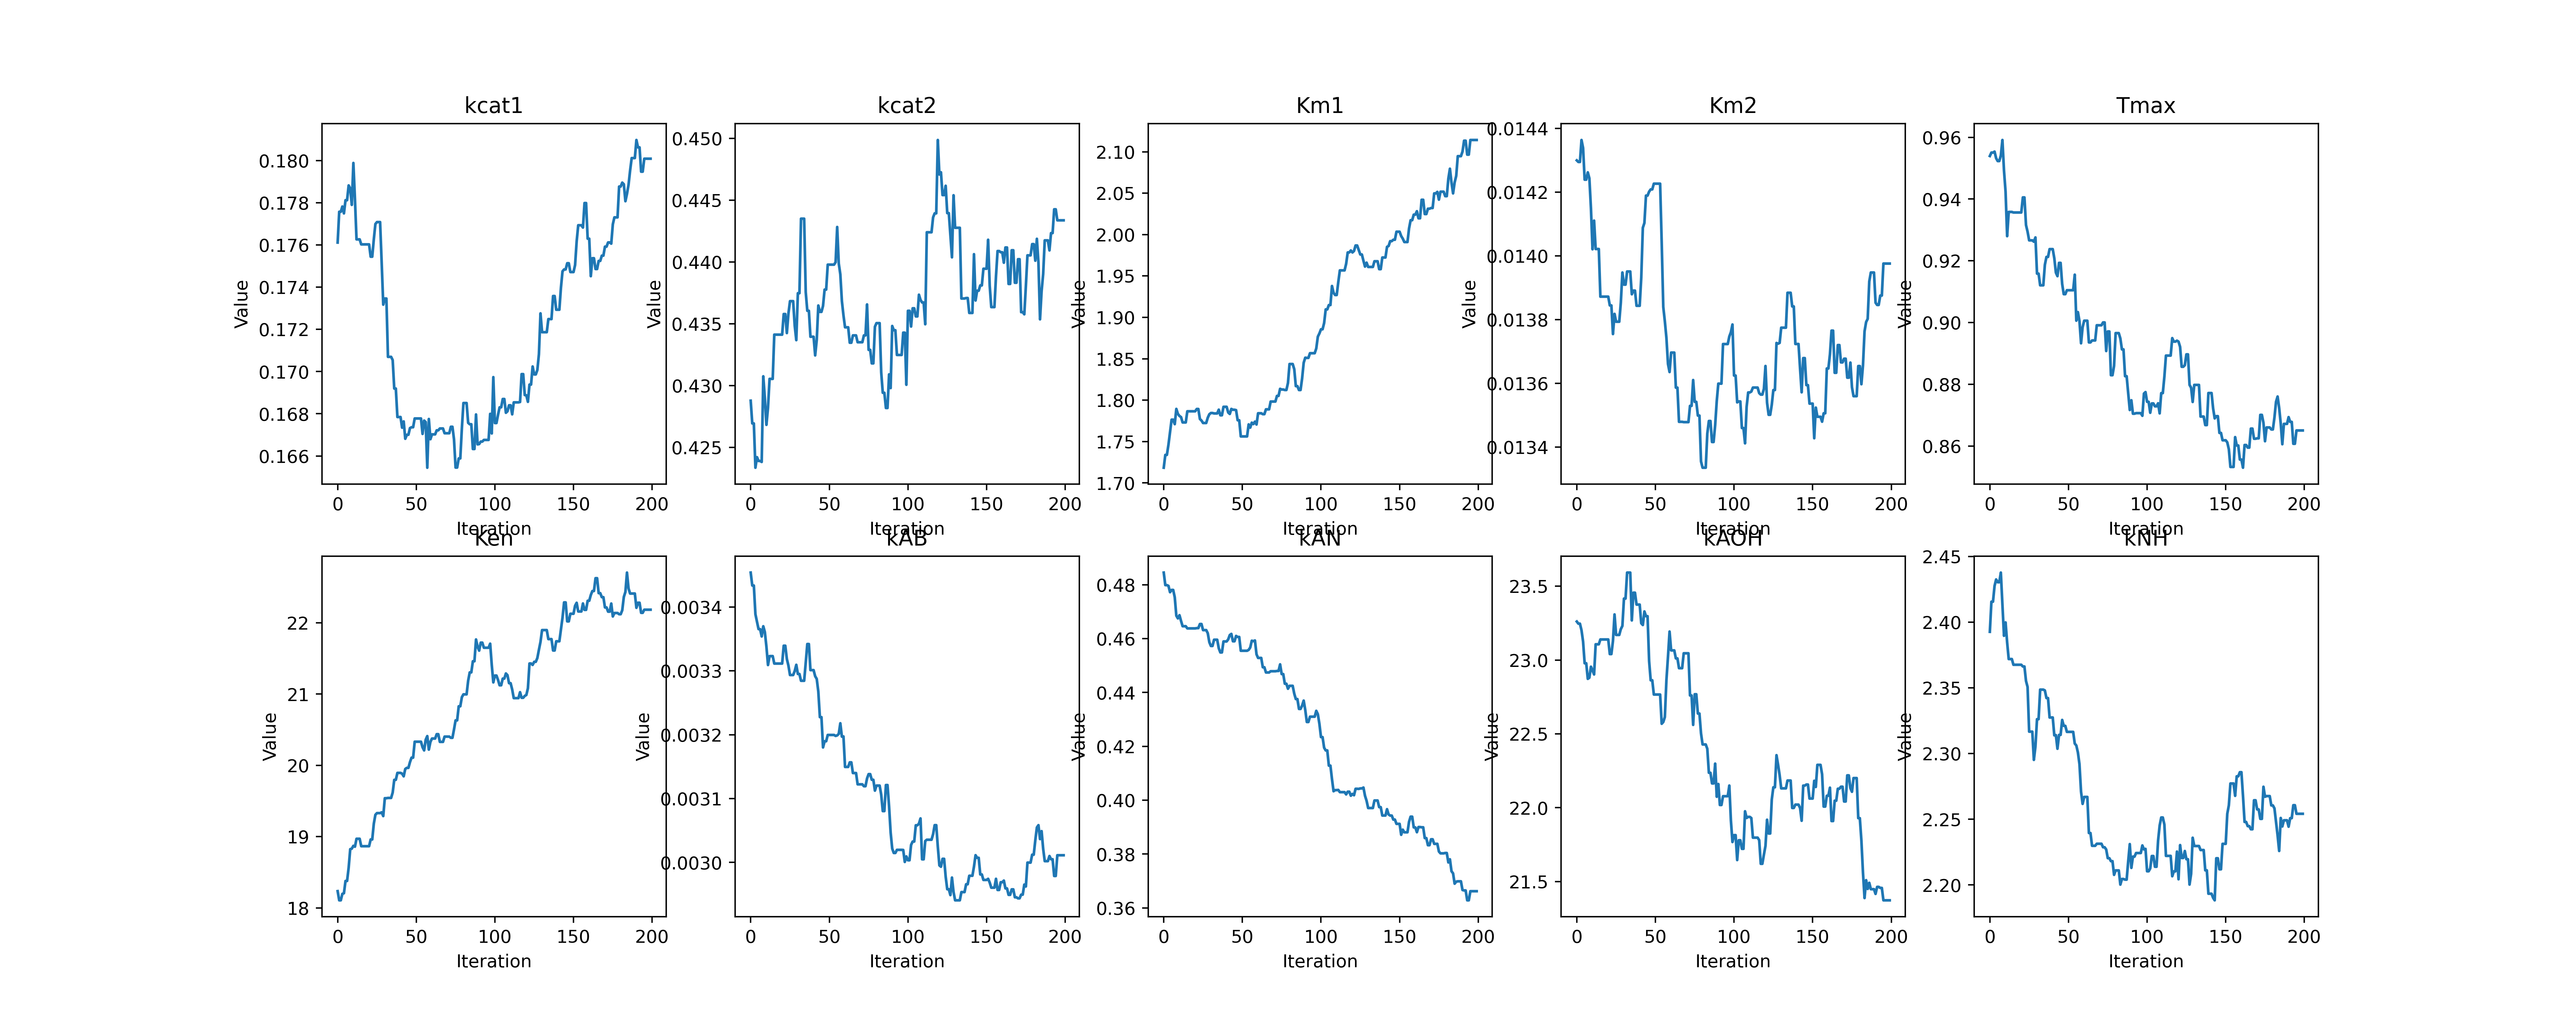 kcat1 kcat2 Km1 Km2 Tmax
Value
0.180
0.178
0.176
0.174
0.172
0.170
0.168
0.166
0 50 100 150 200
Iteration
Value
0.450
0.445
0.440
0.435
0.430
0.425
0 50 100 150 200
Iteration
Value
2.10
2.05
2.00
1.95
1.90
1.85
1.80
1.75
1.70
0 50 100 150 200
Iteration
Value
0.0144
0.0142
0.0140
0.0138
0.0136
0.0134
0 50 100 150 200
Iteration
Value
0.96
0.94
0.92
0.90
0.88
0.86
0 50 100 150 200
Iteration
Ken kAB kAN kAOH kNH
Value
22
21
20
19
18
0 50 100 150 200
Iteration
Value
0.0034
0.0033
0.0032
0.0031
0.0030
0 50 100 150 200
Iteration
Value
0.48
0.46
0.44
0.42
0.40
0.38
0.36
0 50 100 150 200
Iteration
Value
23.5
23.0
22.5
22.0
21.5
0 50 100 150 200
Iteration
Value
2.45
2.40
2.35
2.30
2.25
2.20
0 50 100 150 200
Iteration